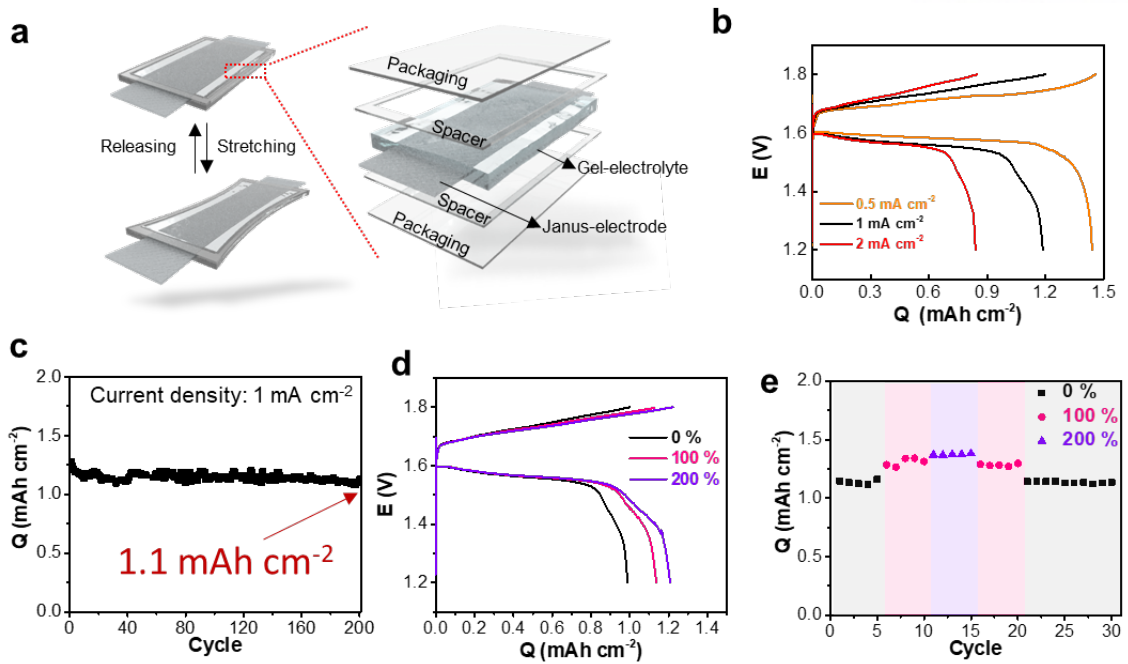 a
Releasing
Stretching
Packaging
Spacer
Gel-electrolyte
Spacer
Janus-electrode
Packaging
b
E (V)
1.8
1.6
1.4
1.2
0.5 mA cm⁻²
1 mA cm⁻²
2 mA cm⁻²
0.0 0.3 0.6 0.9 1.2 1.5
Q (mAh cm⁻²)
c
Q (mAh cm⁻²)
2.0
1.5
1.0
0.5
0.0
Current density: 1 mA cm⁻²
1.1 mAh cm⁻²
0 40 80 120 160 200
Cycle
d
E (V)
1.8
1.6
1.4
1.2
0 %
100 %
200 %
0.0 0.2 0.4 0.6 0.8 1.0 1.2 1.4
Q (mAh cm⁻²)
e
Q (mAh cm⁻²)
2.0
1.5
1.0
0.5
0.0
0 %
100 %
200 %
0 5 10 15 20 25 30
Cycle